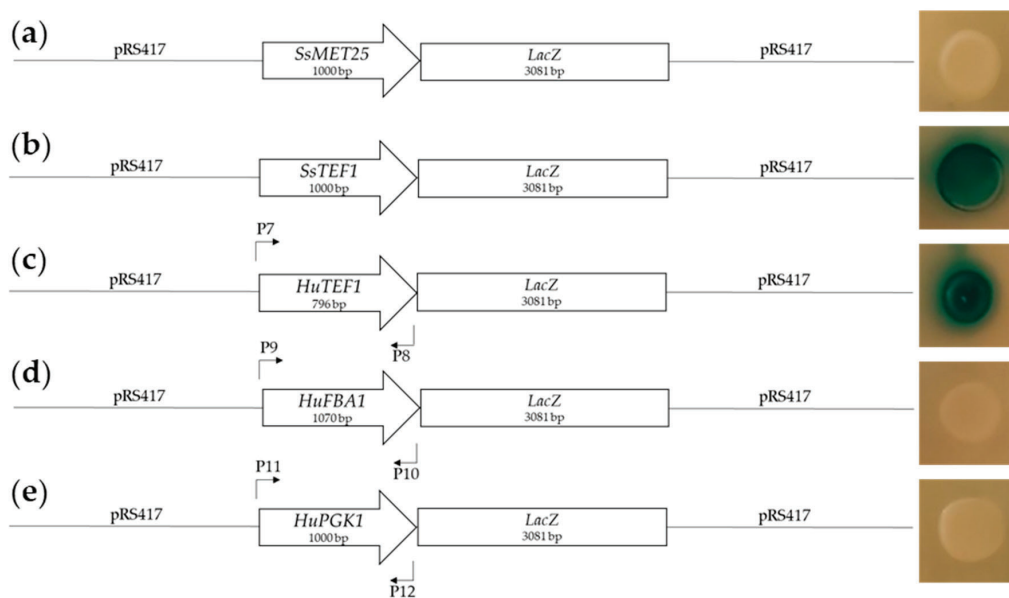 (a)
pRS417
SsMET25
1000 bp
LacZ
3081 bp
pRS417
(b)
pRS417
SsTEF1
1000 bp
LacZ
3081 bp
pRS417
P7
(c)
pRS417
HuTEF1
796 bp
LacZ
3081 bp
pRS417
P8
P9
(d)
pRS417
HuFBA1
1070 bp
LacZ
3081 bp
pRS417
P10
P11
(e)
pRS417
HuPGK1
1000 bp
LacZ
3081 bp
pRS417
P12